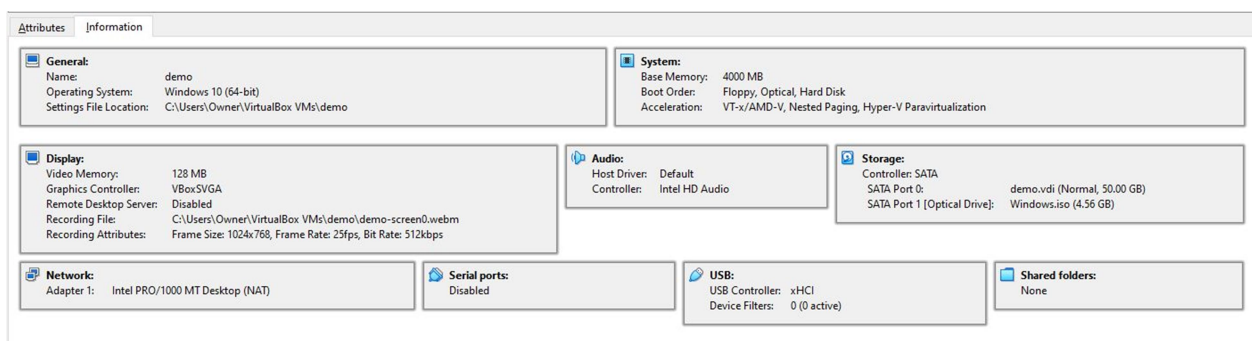 Attributes Information
General:
Name: demo
Operating System: Windows 10 (64-bit)
Settings File Location: C:\Users\Owner\VirtualBox VMs\demo
System:
Base Memory: 4000 MB
Boot Order: Floppy, Optical, Hard Disk
Acceleration: VT-x/AMD-V, Nested Paging, Hyper-V Paravirtualization
Display:
Video Memory: 128 MB
Graphics Controller: VBoxSVGA
Remote Desktop Server: Disabled
Recording File: C:\Users\Owner\VirtualBox VMs\demo\demo-screen0.webm
Recording Attributes: Frame Size: 1024x768, Frame Rate: 25fps, Bit Rate: 512kbps
Audio:
Host Driver: Default
Controller: Intel HD Audio
Storage:
Controller: SATA
SATA Port 0: demo.vdi (Normal, 50.00 GB)
SATA Port 1 [Optical Drive]: Windows.iso (4.56 GB)
Network:
Adapter 1: Intel PRO/1000 MT Desktop (NAT)
Serial ports:
Disabled
USB:
USB Controller: xHCI
Device Filters: 0 (0 active)
Shared folders:
None